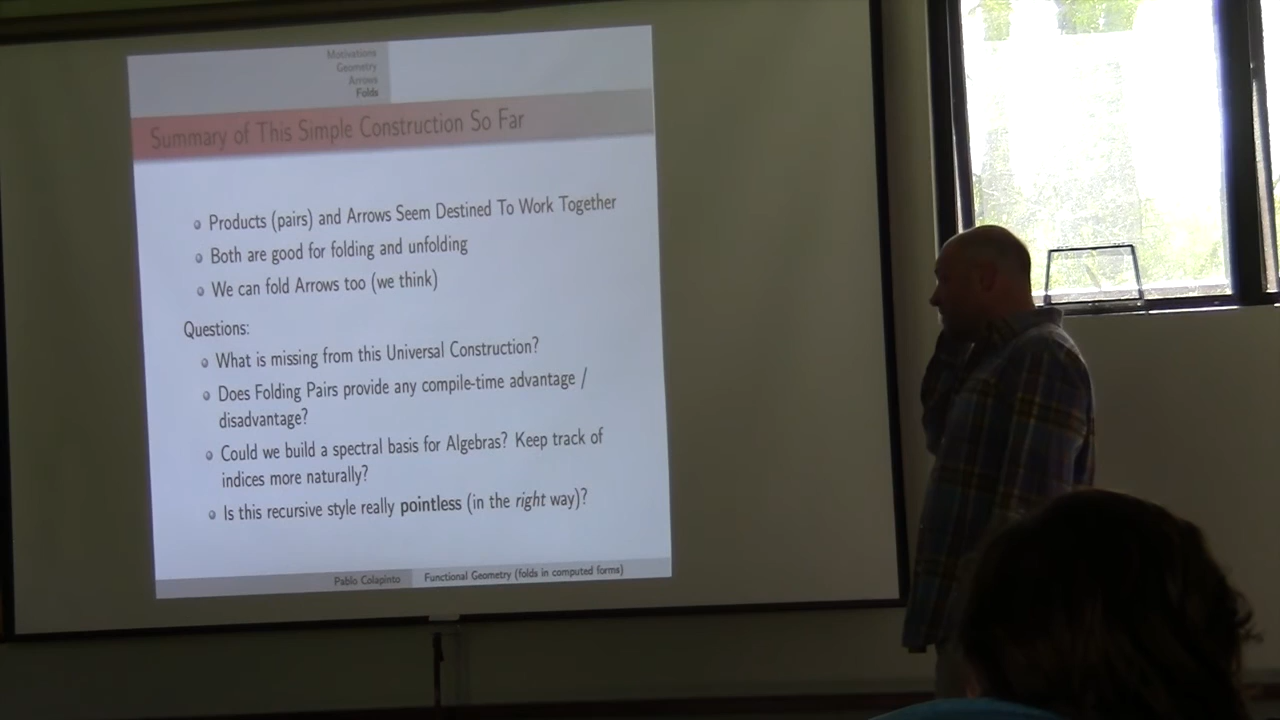 Motivations
Geometry
Arrows
Folds
Summary of This Simple Construction So Far
Products (pairs) and Arrows Seem Destined To Work Together
Both are good for folding and unfolding
We can fold Arrows too (we think)
Questions:
What is missing from this Universal Construction?
Does Folding Pairs provide any compile-time advantage /
disadvantage?
Could we build a spectral basis for Algebras? Keep track of
indices more naturally?
Is this recursive style really pointless (in the right way)?
Pablo Colapinto Functional Geometry (folds in computed forms)